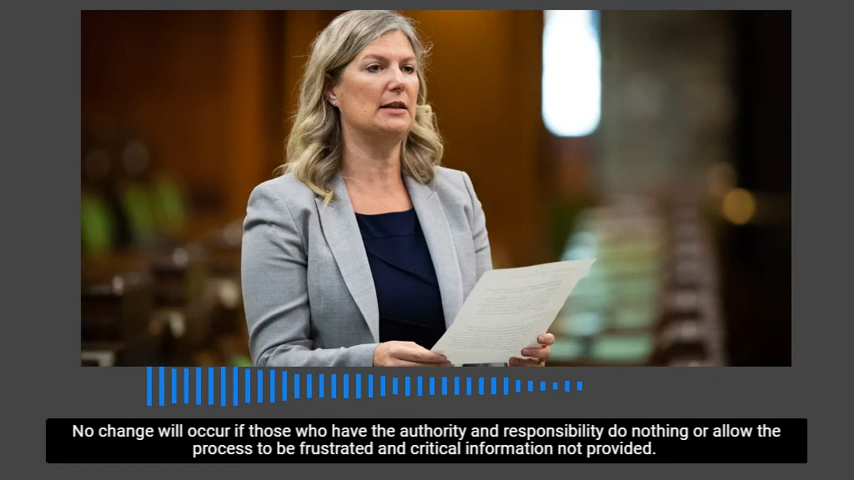 No change will occur if those who have the authority and responsibility do nothing or allow the
process to be frustrated and critical information not provided.